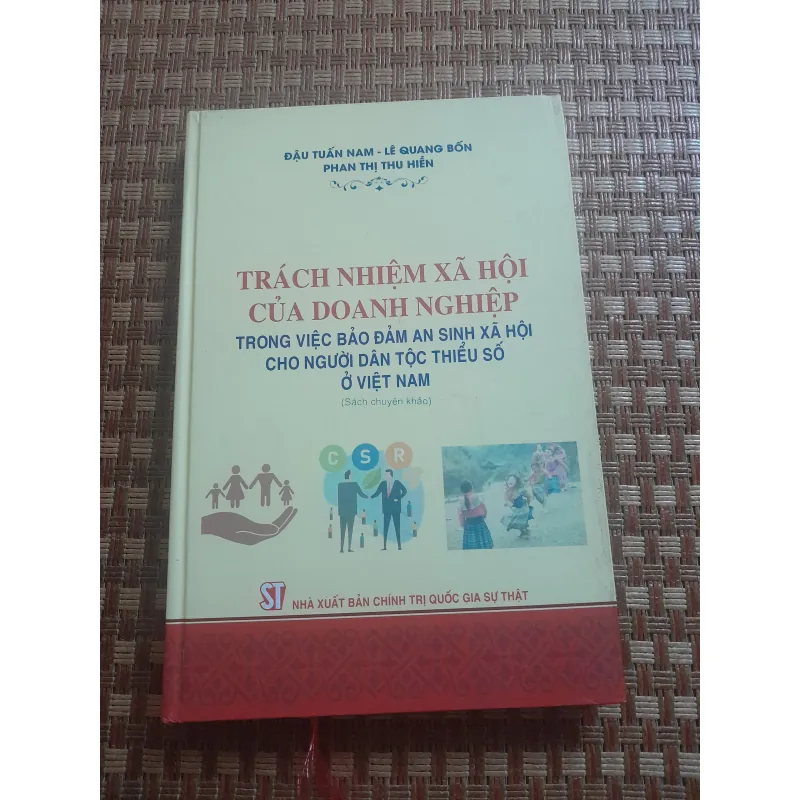 ĐẬU TUẤN NAM - LÊ QUANG BỐN
PHAN THỊ THU HIỀN
TRÁCH NHIỆM XÃ HỘI
CỦA DOANH NGHIỆP
TRONG VIỆC BẢO ĐẢM AN SINH XÃ HỘI
CHO NGƯỜI DÂN TỘC THIỂU SỐ
Ở VIỆT NAM
(Sách chuyên khảo)
C S R
ST NHÀ XUẤT BẢN CHÍNH TRỊ QUỐC GIA SỰ THẬT